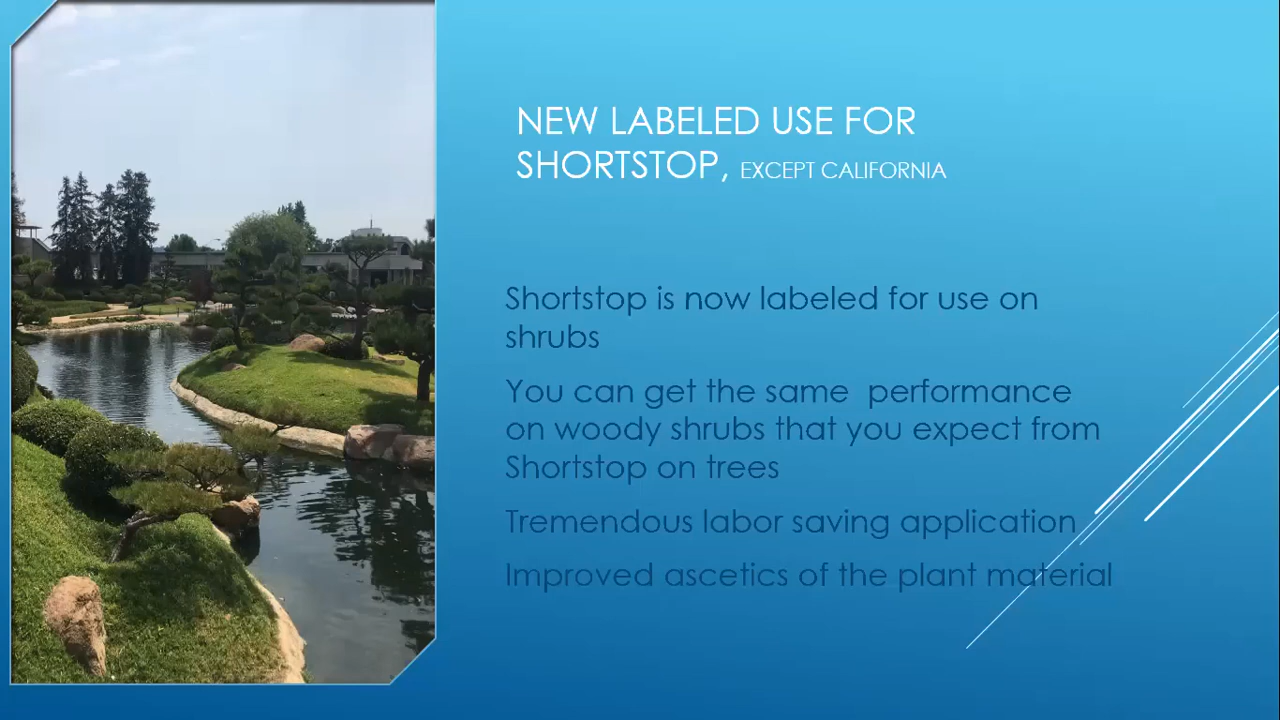 NEW LABELED USE FOR
SHORTSTOP, EXCEPT CALIFORNIA
Shortstop is now labeled for use on
shrubs
You can get the same  performance
on woody shrubs that you expect from
Shortstop on trees
Tremendous labor saving application
Improved ascetics of the plant material